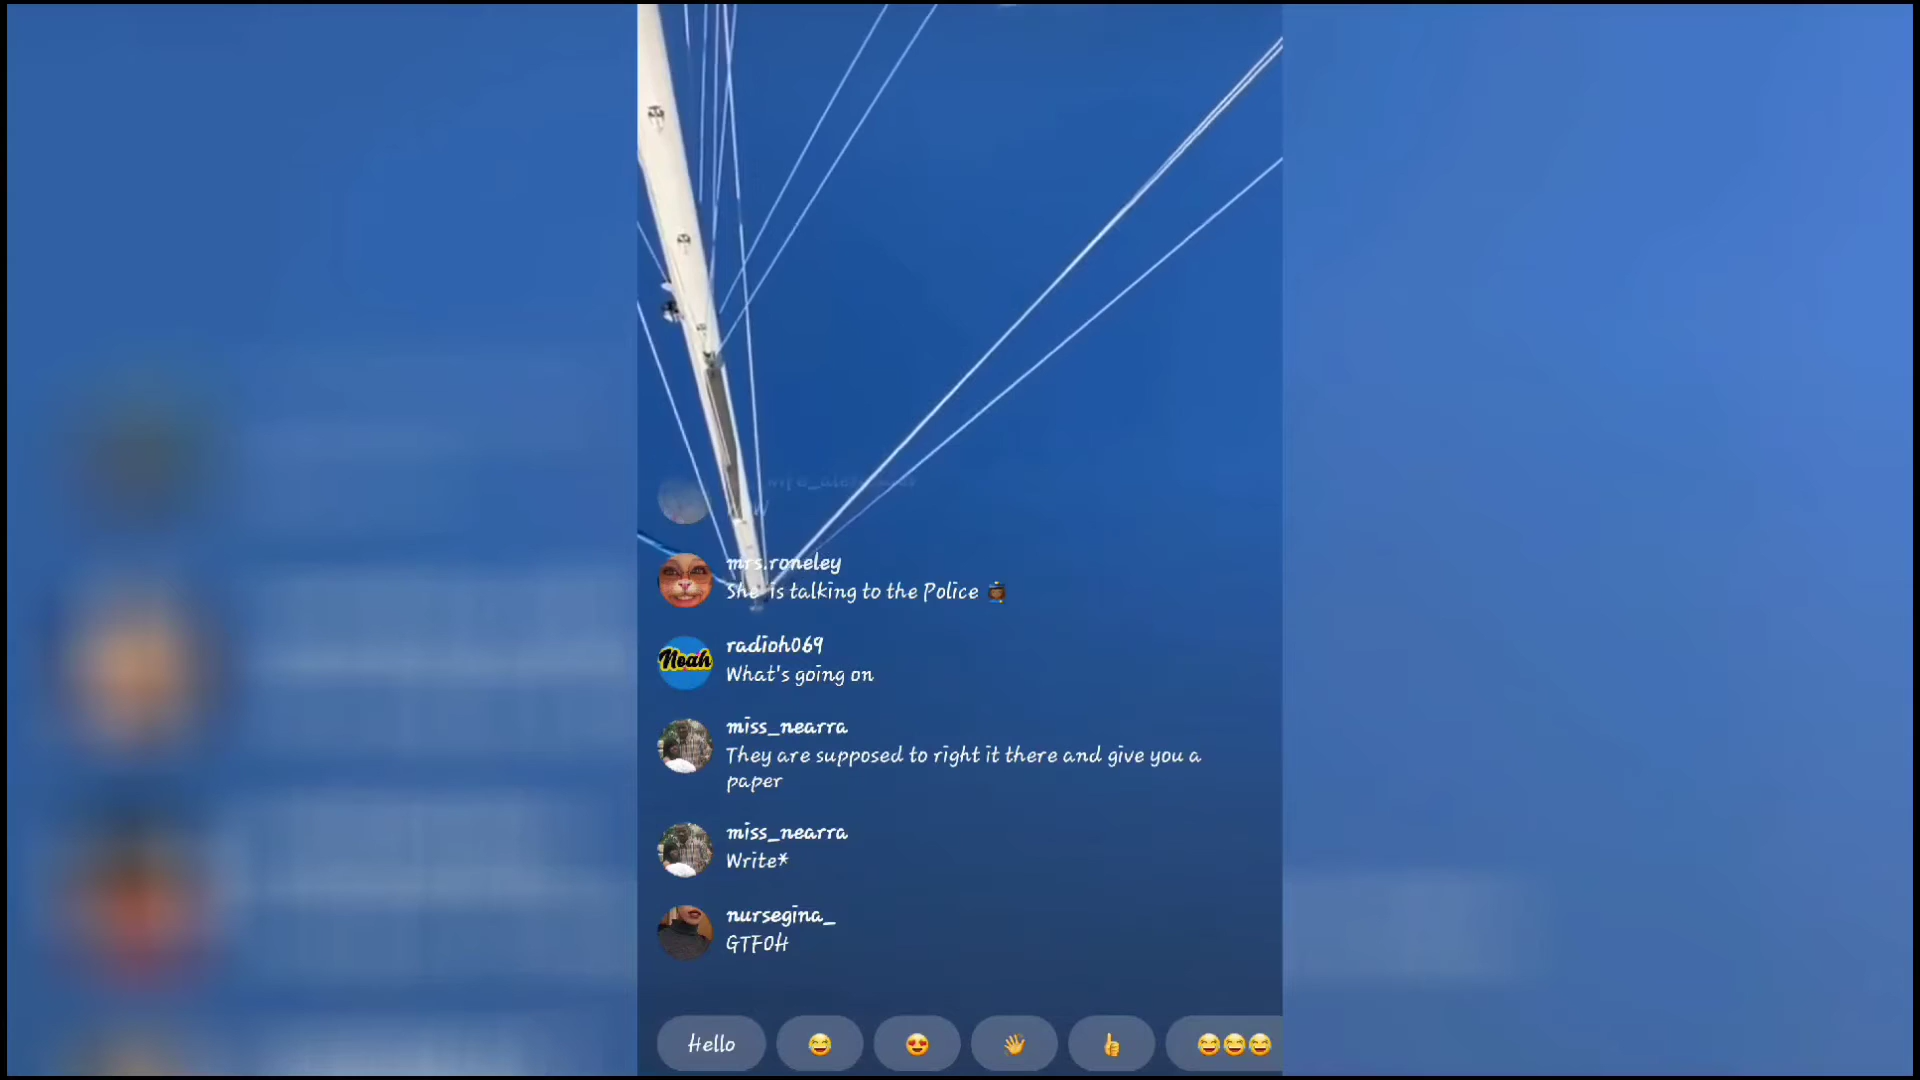 mrs.roneley
She is talking to the Police
Noah
radioh069
What's going on
miss_nearra
They are supposed to right it there and give you a
paper
miss_nearra
Write*
nursegina_
GTFOH
Hello